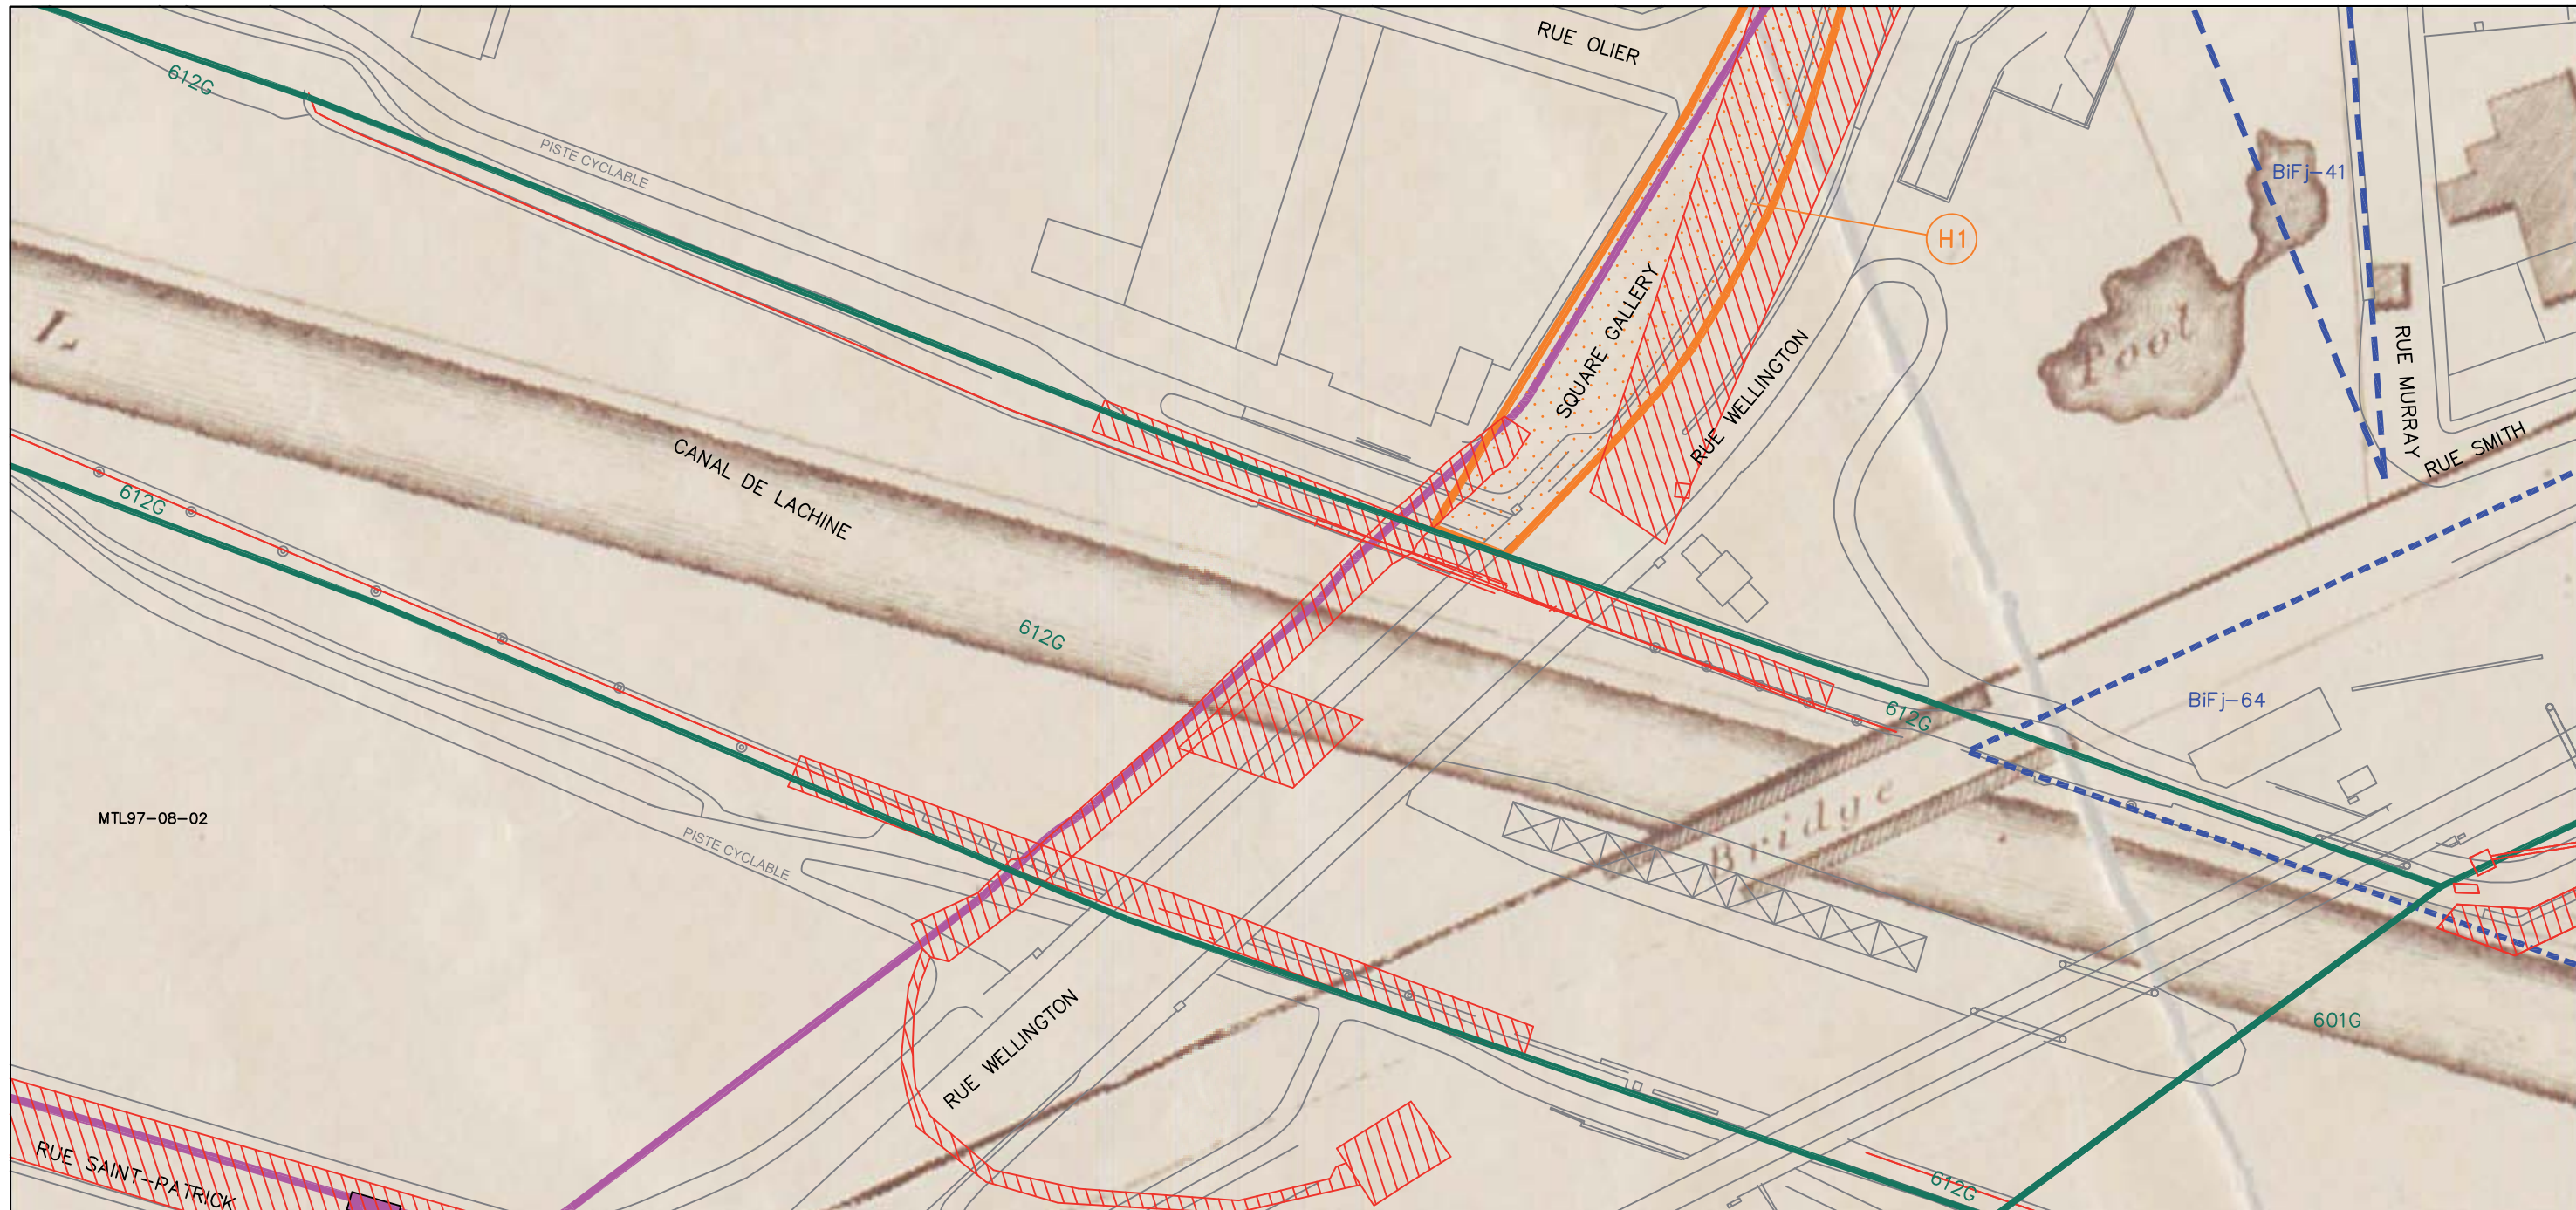 RUE OLIER
612G
PISTE CYCLABLE
BiFj-41
H1
SQUARE GALLERY
L.
Pool
RUE WELLINGTON
RUE MURRAY
RUE SMITH
CANAL DE LACHINE
612G
612G
BiFj-64
612G
Bridge
MTL97-08-02
PISTE CYCLABLE
601G
RUE WELLINGTON
RUE SAINT-PATRICK
612G